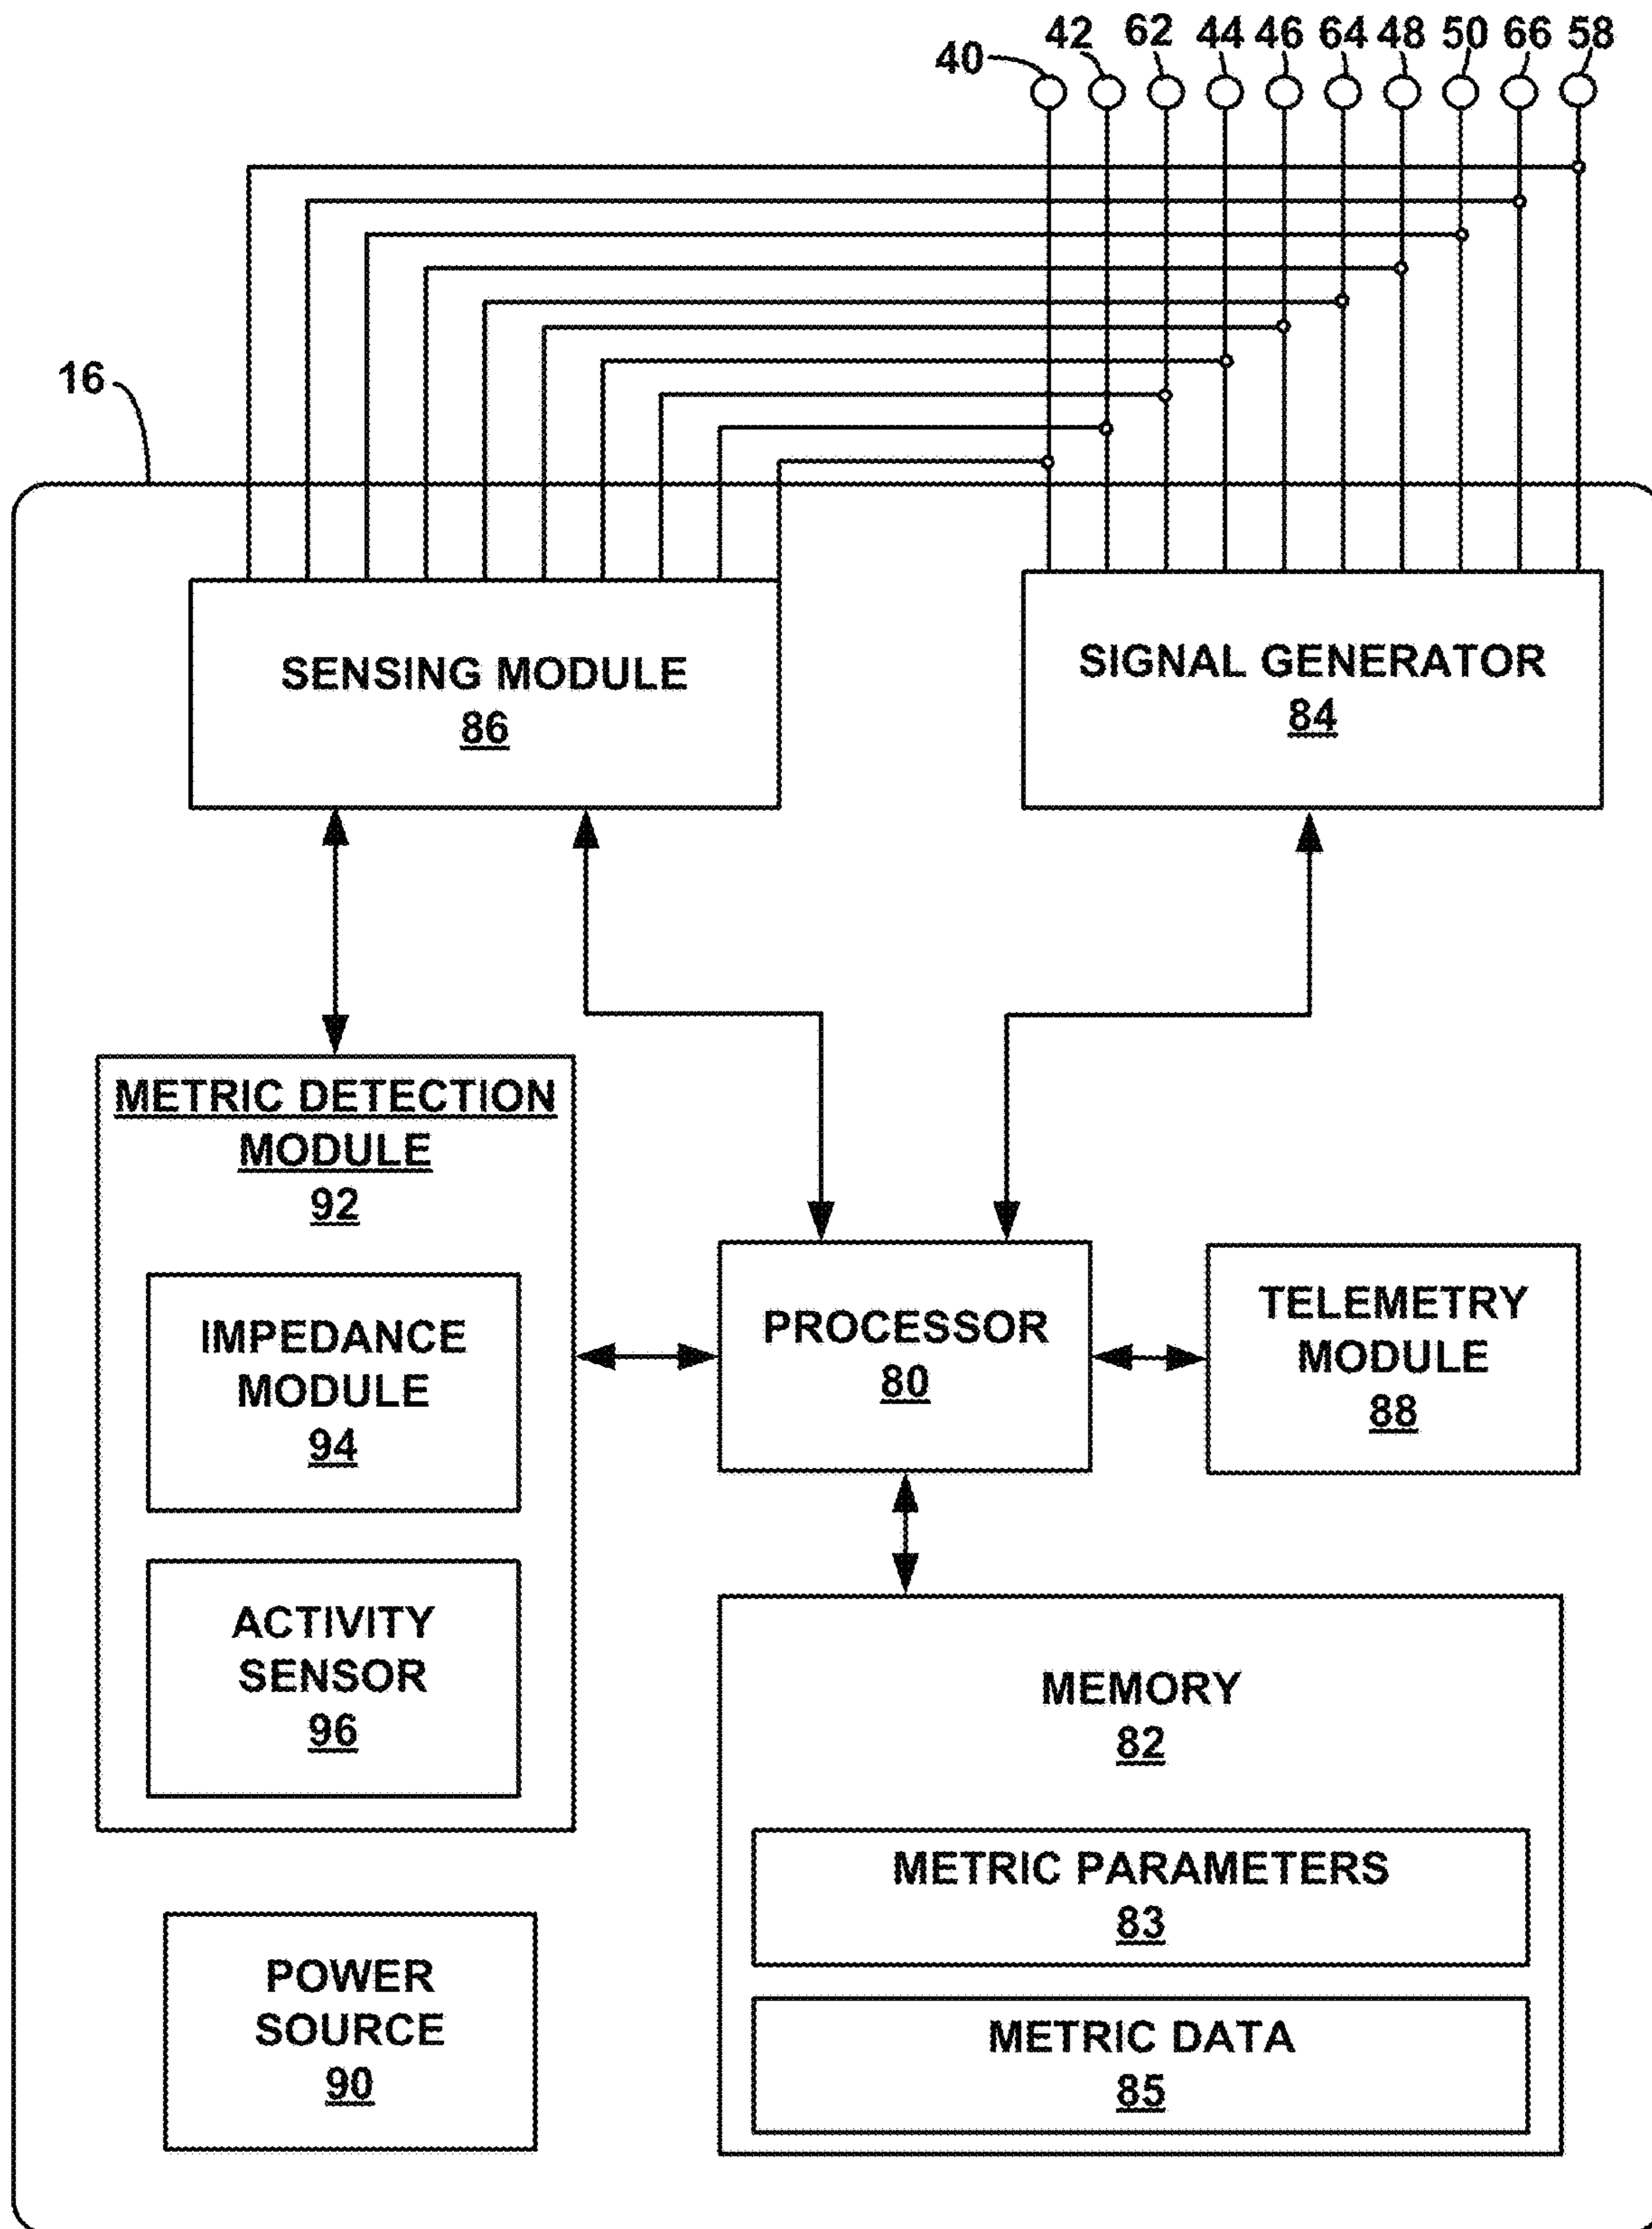 40 42 62 44 46 64 48 50 66 58
16
SENSING MODULE
86
SIGNAL GENERATOR
84
METRIC DETECTION
MODULE
92
IMPEDANCE
MODULE
94
ACTIVITY
SENSOR
96
PROCESSOR
80
TELEMETRY
MODULE
88
MEMORY
82
METRIC PARAMETERS
83
METRIC DATA
85
POWER
SOURCE
90